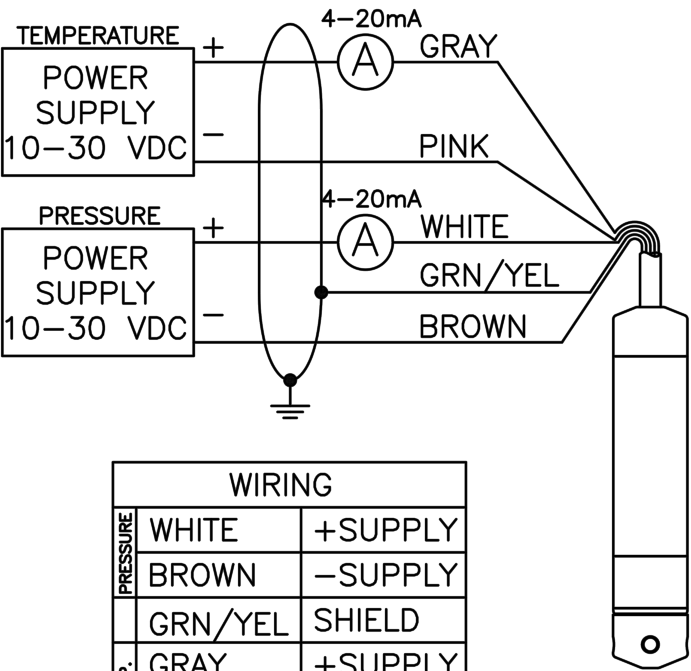 TEMPERATURE
+
4-20mA
A
GRAY
POWER
SUPPLY
10-30 VDC
−
PINK
PRESSURE
+
4-20mA
A
WHITE
POWER
SUPPLY
10-30 VDC
GRN/YEL
−
BROWN
WIRING
PRESSURE
WHITE +SUPPLY
BROWN −SUPPLY
GRN/YEL SHIELD
GRAY +SUPPLY